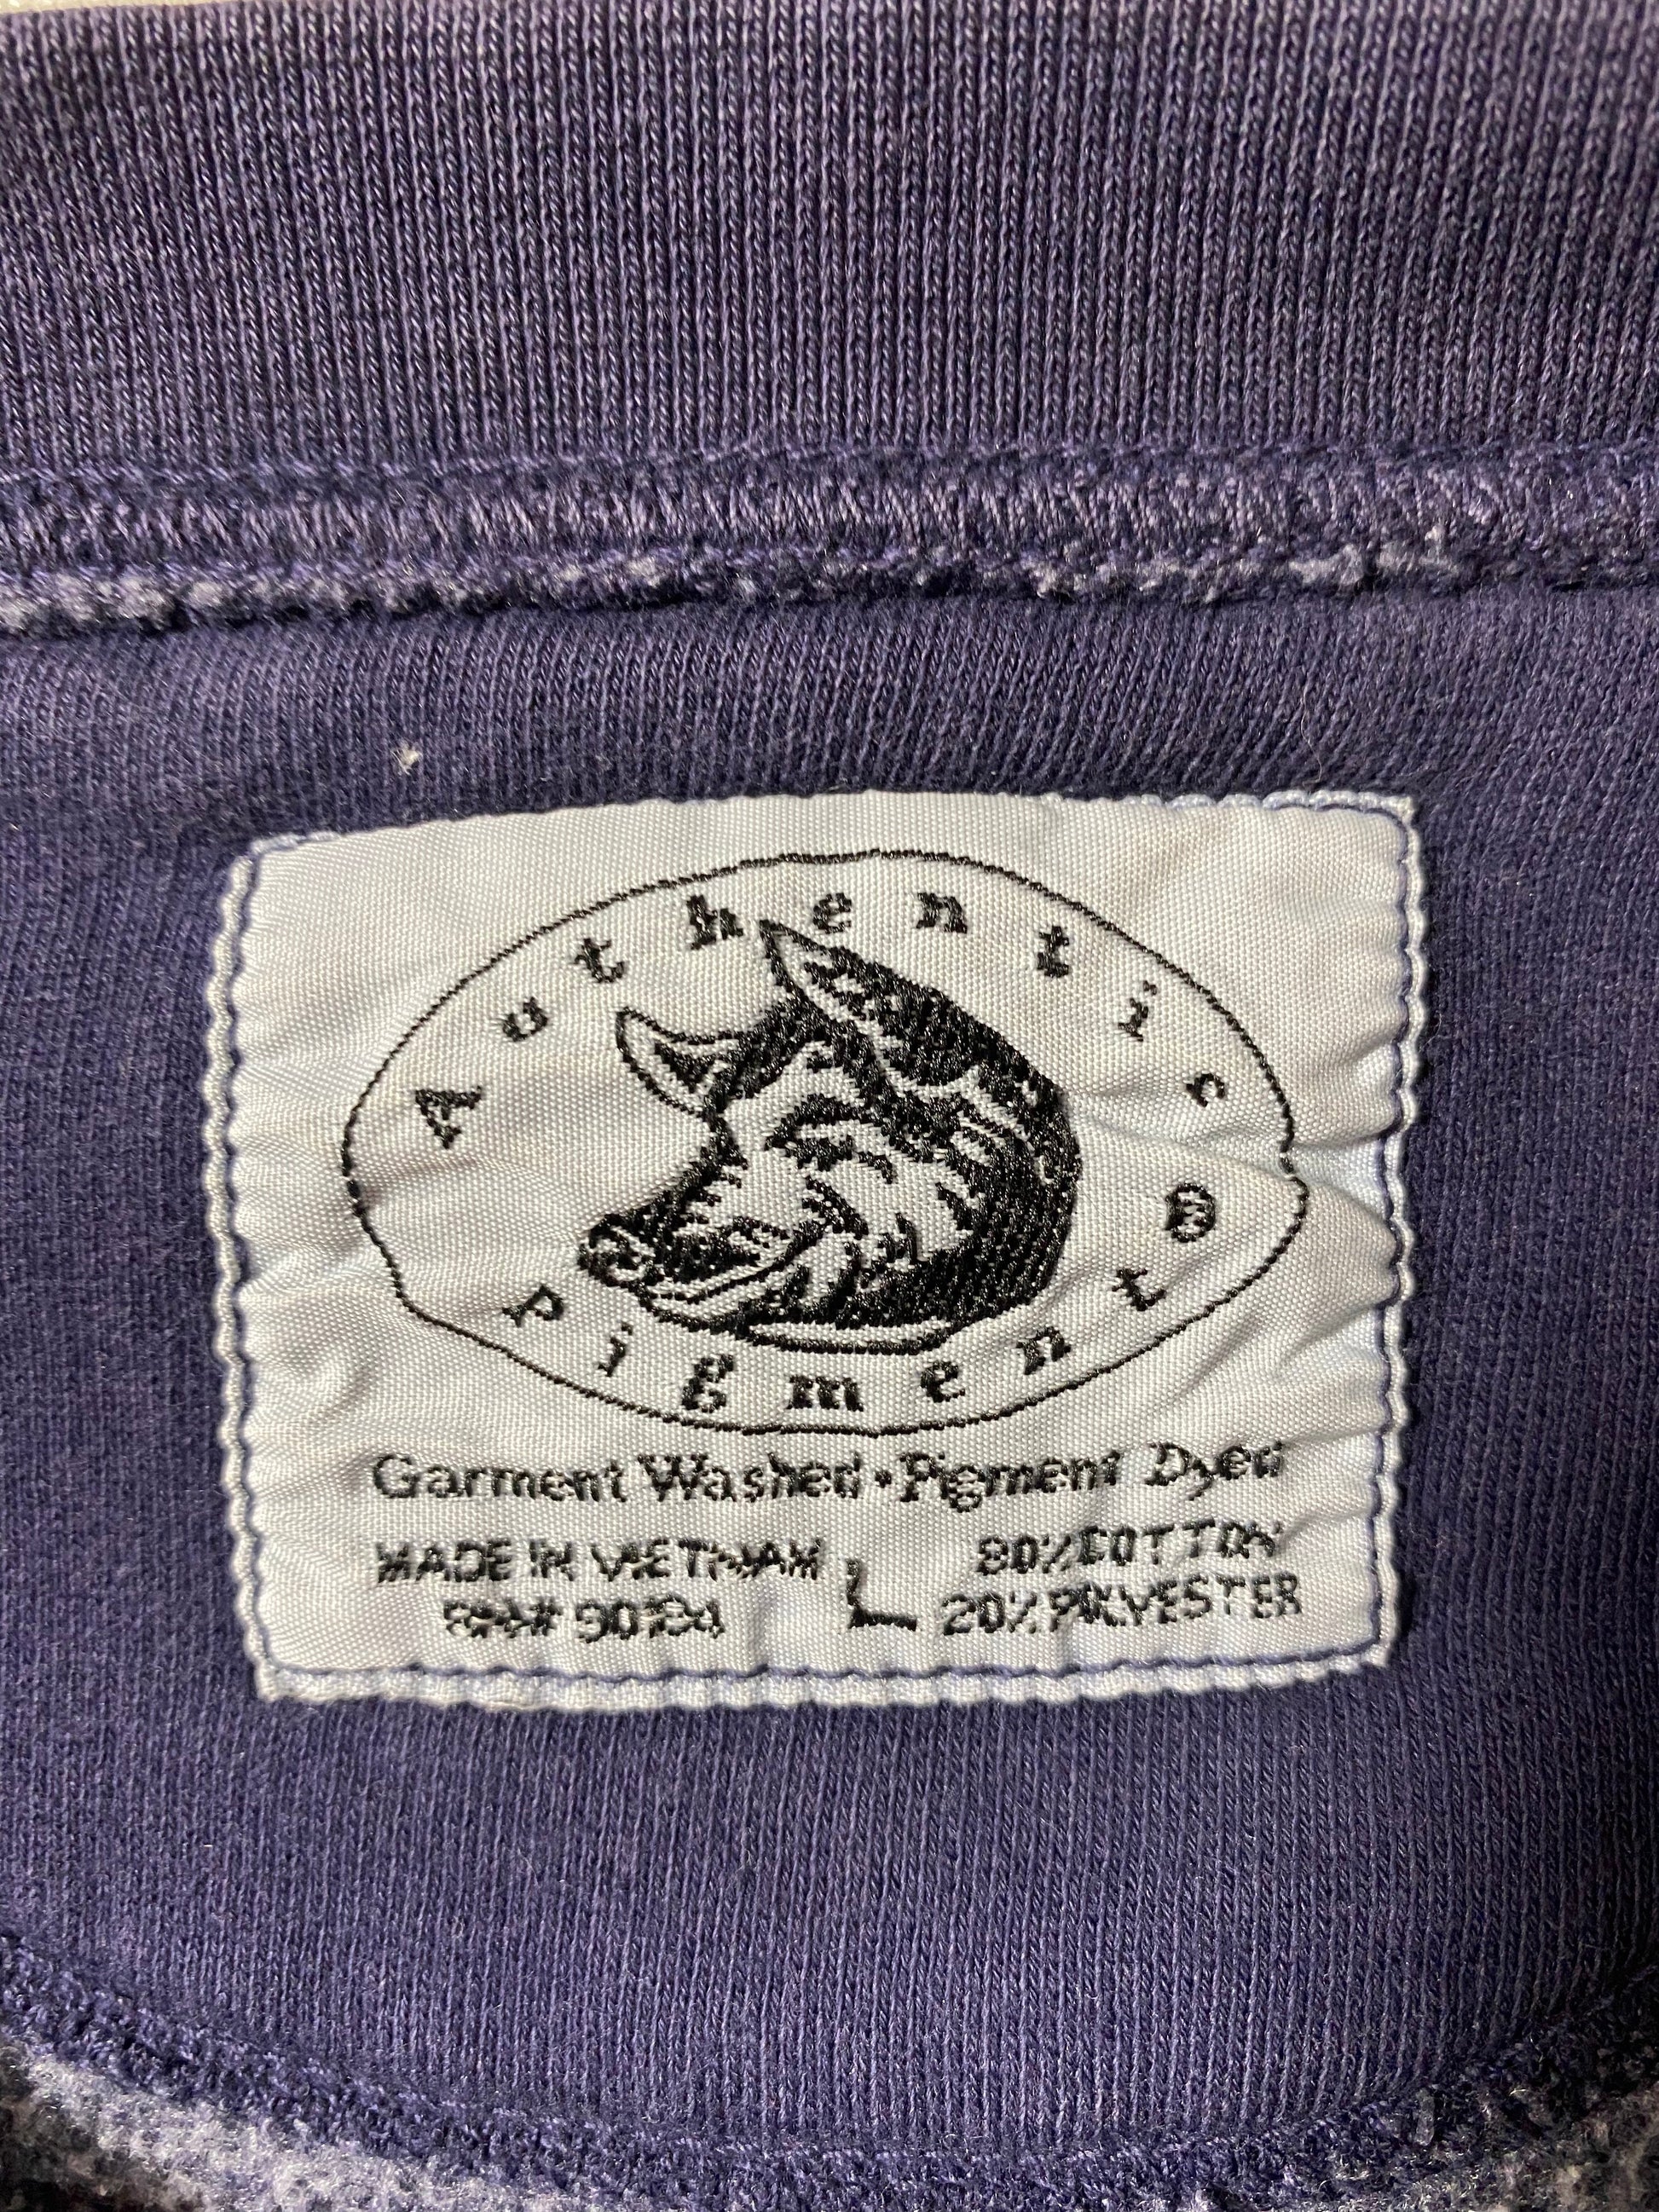 Authentic
Pigment
Garment Washed • Pigment Dyed
MADE IN VIETNAM
L
80% COTTON
20% POLYESTER